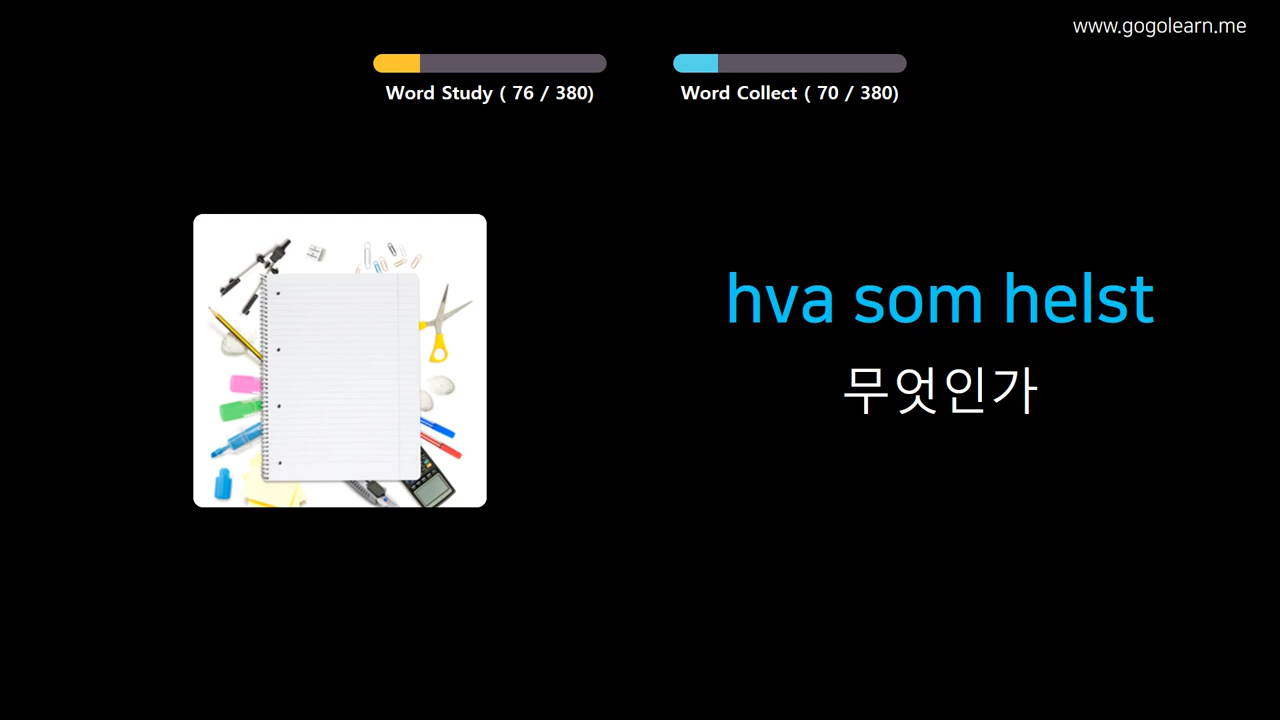 www.gogolearn.me
Word Study ( 76 / 380)
Word Collect ( 70 / 380)
hva som helst
무엇인가